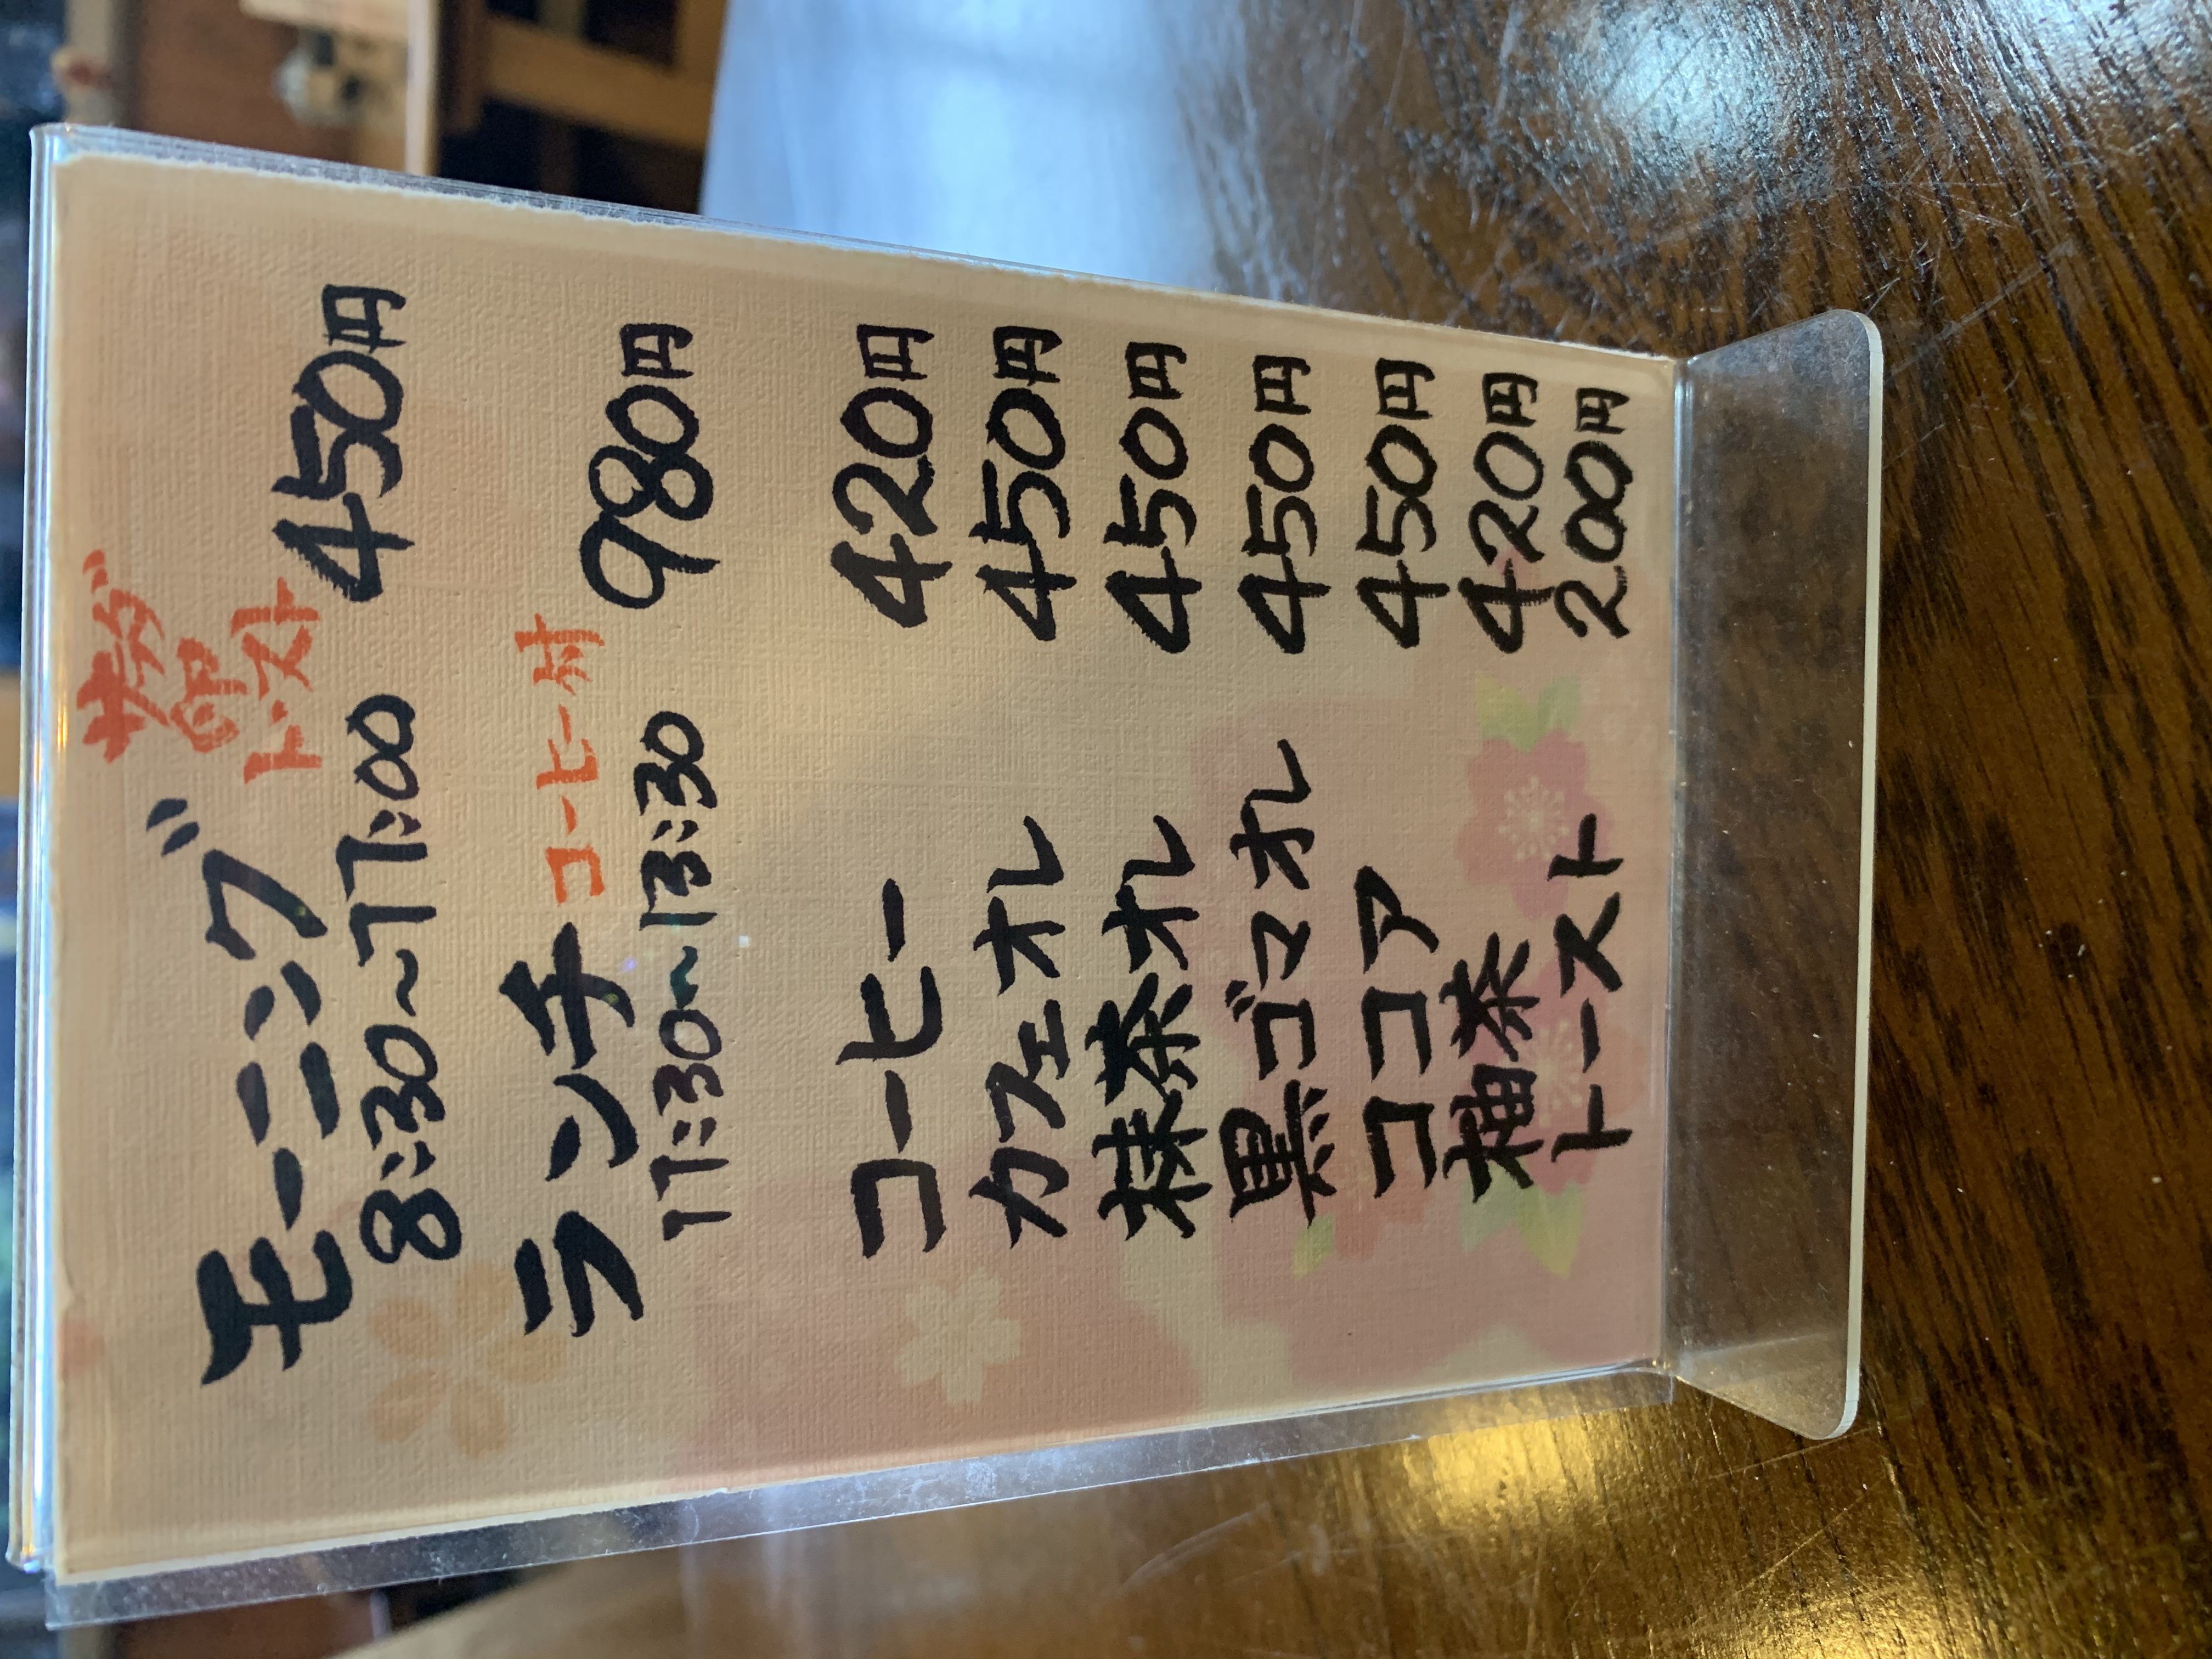 サラダ
卵
トースト
モーニング
8:30~11:00 450円
コーヒー付
ランチ 980円
11:30~13:30
コーヒー 420円
カフェオレ 450円
抹茶オレ 450円
黒ゴマオレ 450円
ココア 450円
柚茶 420円
トースト 200円